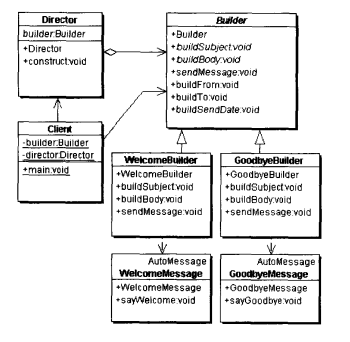 Director
builder:Builder
+Director
+construct:void
Builder
+Builder
+buildSubject:void
+buildBody:void
+sendMessage:void
+buildFrom:void
+buildTo:void
+buildSendDate:void
Client
-builder:Builder
-director:Director
+main:void
WelcomeBuilder
+WelcomeBuilder
+buildSubject:void
+buildBody:void
+sendMessage:void
GoodbyeBuilder
+GoodbyeBuilder
+buildSubject:void
+buildBody:void
+sendMessage:void
AutoMessage
WelcomeMessage
+WelcomeMessage
+sayWelcome:void
AutoMessage
GoodbyeMessage
+GoodbyeMessage
+sayGoodbye:void